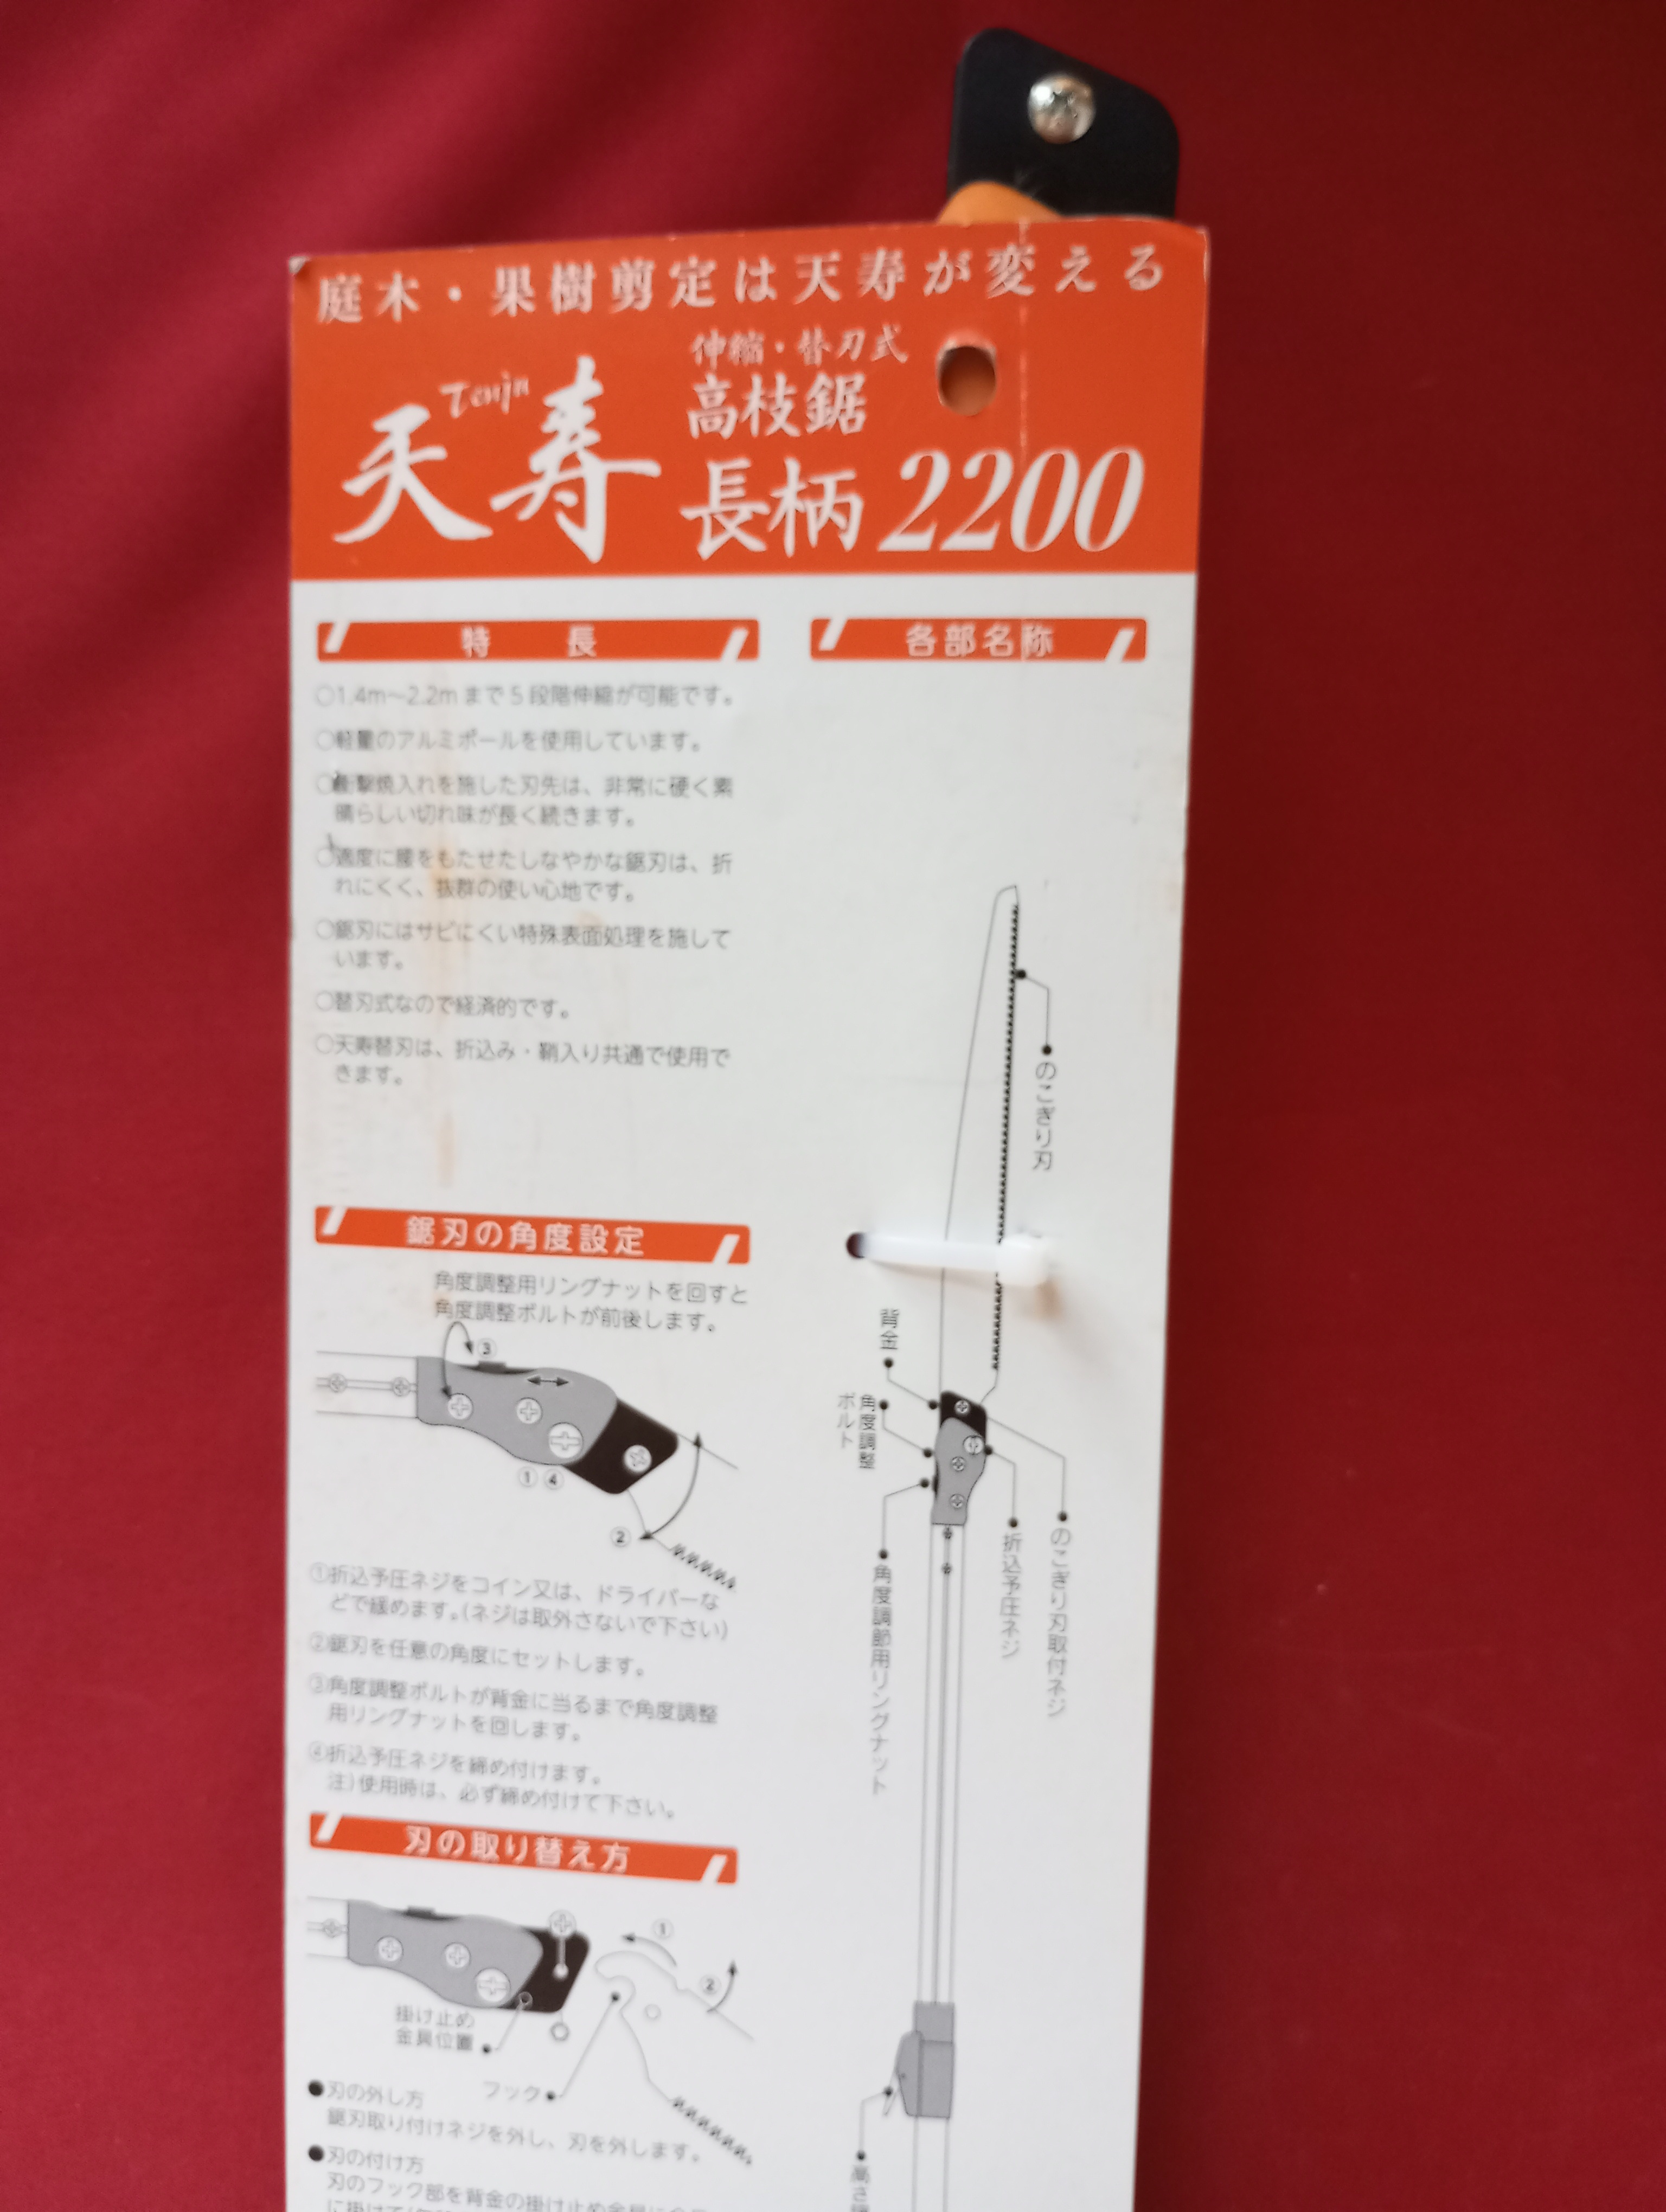 庭木・果樹剪定は天寿が変える
Tenju
天寿
伸縮・替刃式
高枝鋸
長柄2200
特長
○1.4m～2.2mまで5段階伸縮が可能です。
○軽量のアルミポールを使用しています。
○衝撃焼入れを施した刃先は、非常に硬く素
晴らしい切れ味が長く続きます。
○適度に腰をもたせたしなやかな鋸刃は、折
れにくく、抜群の使い心地です。
○鋸刃にはサビにくい特殊表面処理を施して
います。
○替刃式なので経済的です。
○天寿替刃は、折込み・鞘入り共通で使用で
きます。
鋸刃の角度設定
角度調整用リングナットを回すと
角度調整ボルトが前後します。
③
①④
②
①折込予圧ネジをコイン又は、ドライバーな
どで緩めます。(ネジは取外さないで下さい)
②鋸刃を任意の角度にセットします。
③角度調整ボルトが背金に当るまで角度調整
用リングナットを回します。
④折込予圧ネジを締め付けます。
注)使用時は、必ず締め付けて下さい。
刃の取り替え方
①
②
掛け止め
金具位置
フック
●刃の外し方
鋸刃取り付けネジを外し、刃を外します。
●刃の付け方
刃のフック部を背金の掛け止め金具に
に掛けて
各部名称
のこぎり刃
背金
角度調整
ボルト
角度調節用リングナット
折込予圧ネジ
のこぎり刃取付ネジ
高さ